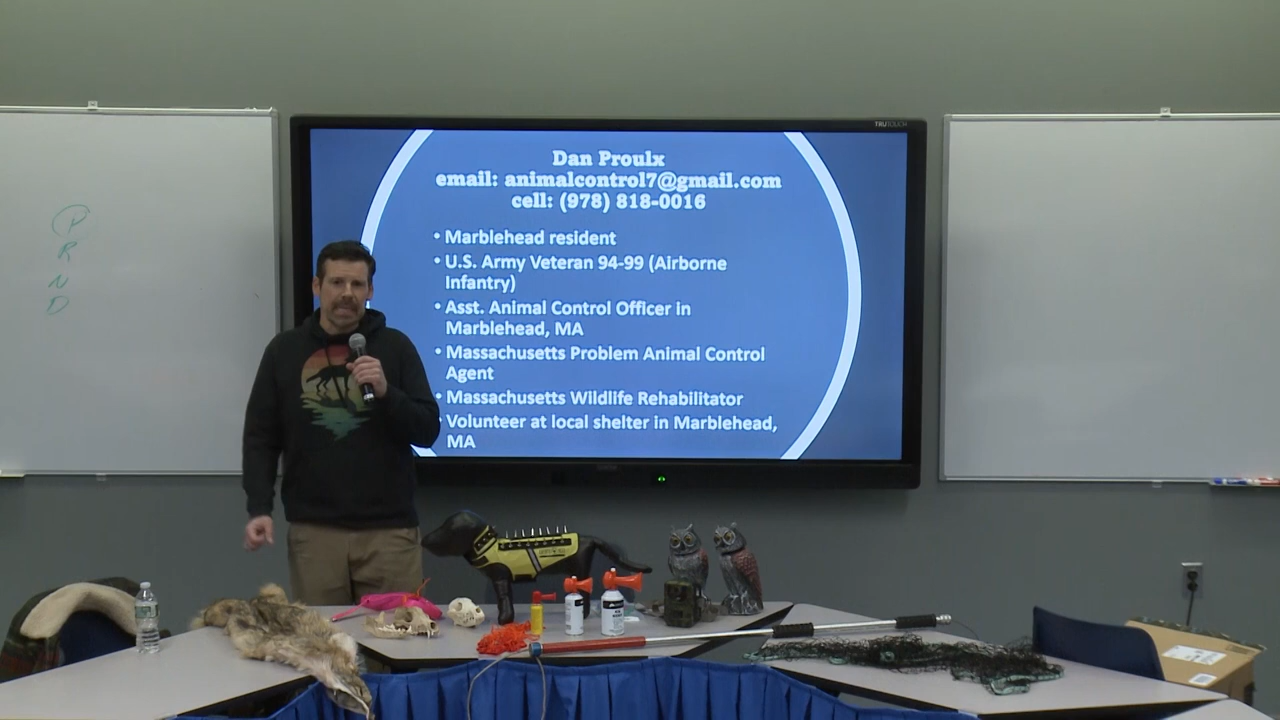 TRUTOUCH
Dan Proulx
email: animalcontrol7@gmail.com
cell: (978) 818-0016
• Marblehead resident
• U.S. Army Veteran 94-99 (Airborne
Infantry)
• Asst. Animal Control Officer in
Marblehead, MA
• Massachusetts Problem Animal Control
Agent
• Massachusetts Wildlife Rehabilitator
• Volunteer at local shelter in Marblehead,
MA
P
R
N
D